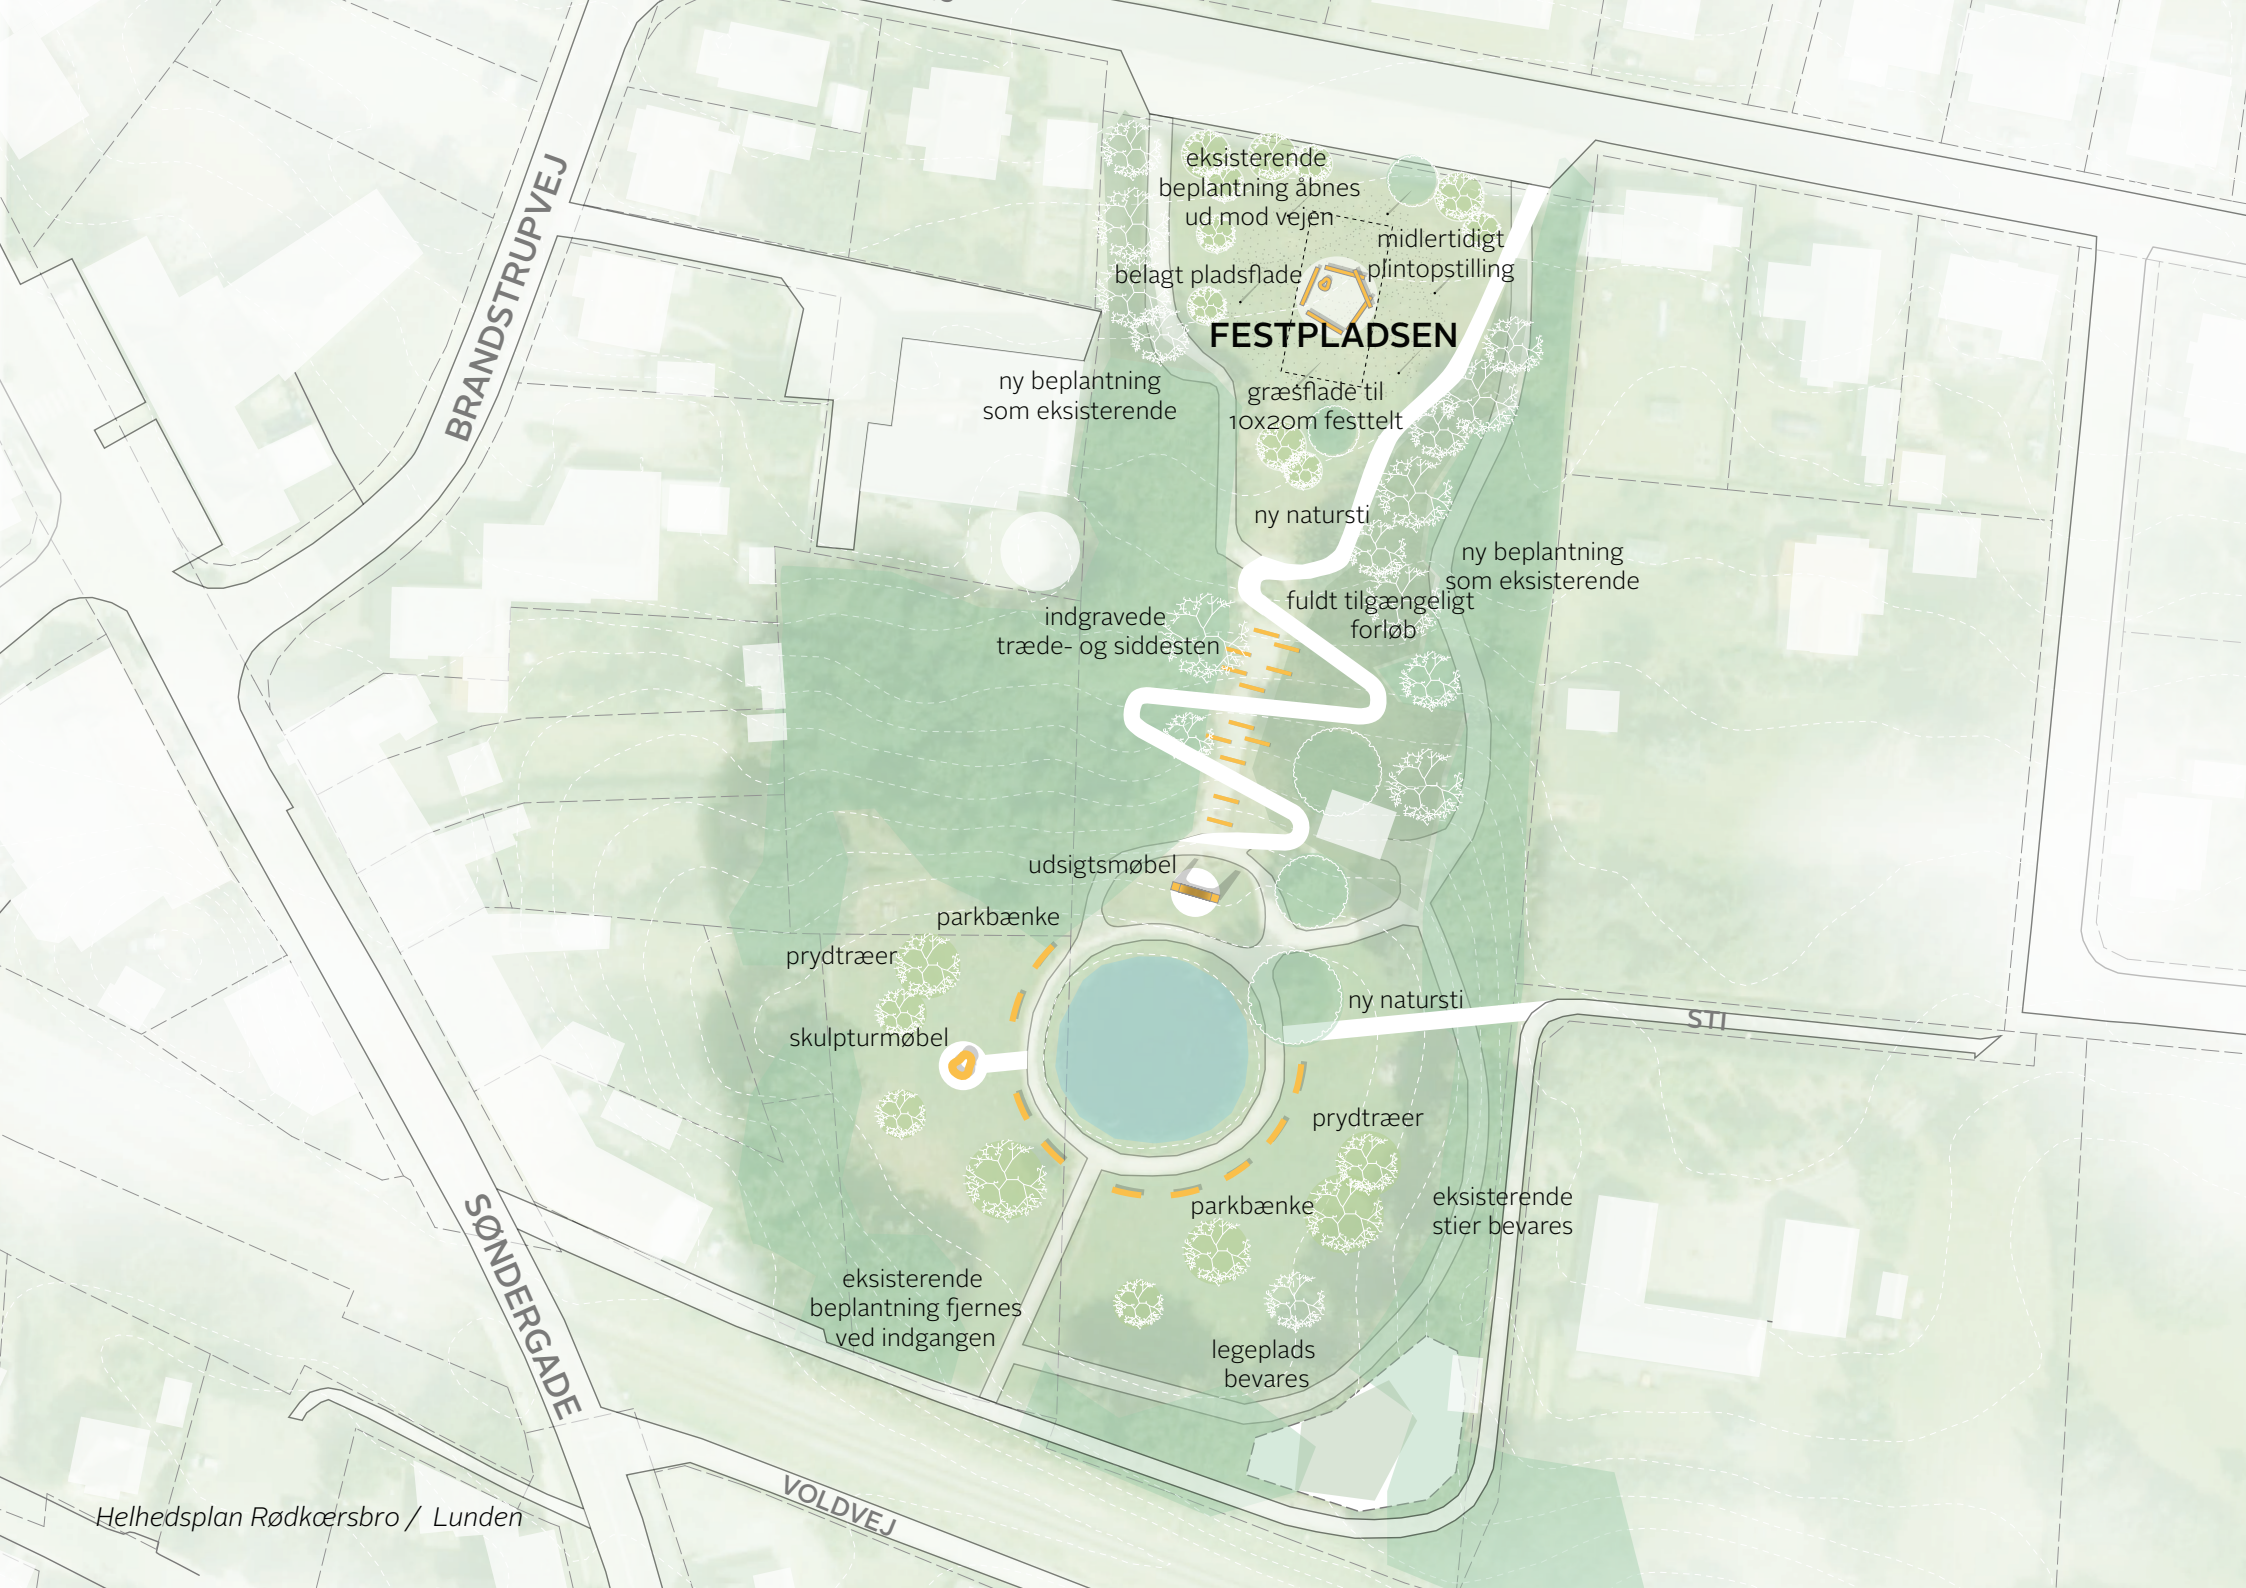 BRANDSTRUPVEJ
eksisterende
beplantning åbnes
ud mod vejen
midlertidigt
plintopstilling
belagt pladsflade
FESTPLADSEN
ny beplantning
som eksisterende
græsflade til
10x20m festtelt
ny natursti
ny beplantning
som eksisterende
fuldt tilgængeligt
forløb
indgravede
træde- og siddesten
udsigtsmøbel
parkbænke
prydtræer
skulpturmøbel
ny natursti
STI
prydtræer
parkbænke
eksisterende
stier bevares
SØNDERGADE
eksisterende
beplantning fjernes
ved indgangen
legeplads
bevares
VOLDVEJ
Helhedsplan Rødkærsbro / Lunden